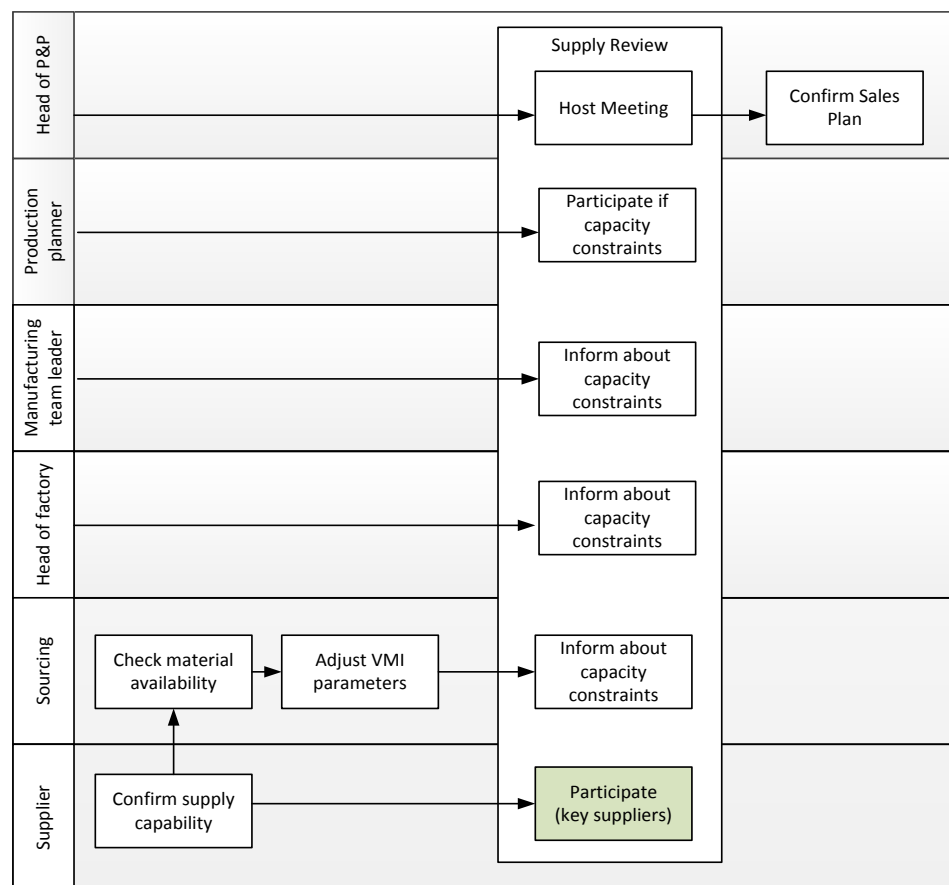 Head of P&P
Supply Review
Host Meeting
Confirm Sales
Plan
Production
planner
Participate if
capacity
constraints
Manufacturing
team leader
Inform about
capacity
constraints
Head of factory
Inform about
capacity
constraints
Sourcing
Check material
availability
Adjust VMI
parameters
Inform about
capacity
constraints
Supplier
Confirm supply
capability
Participate
(key suppliers)